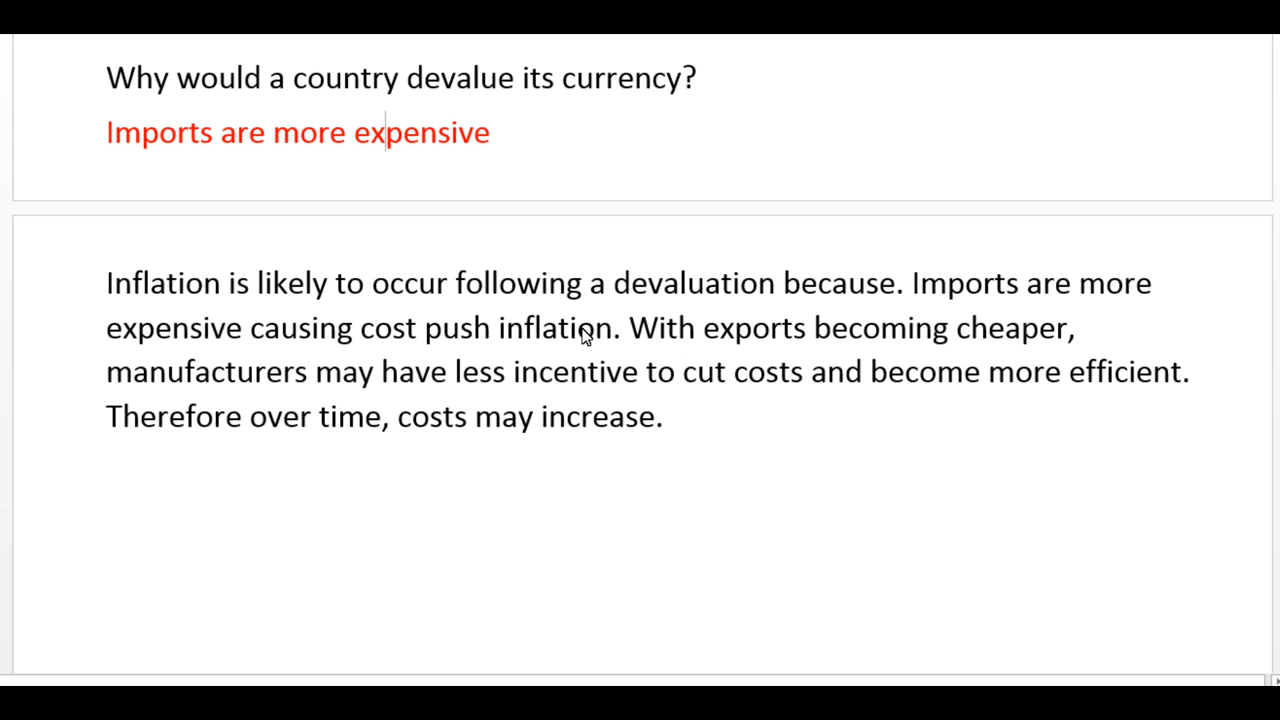 Why would a country devalue its currency?
Imports are more expensive
Inflation is likely to occur following a devaluation because. Imports are more
expensive causing cost push inflation. With exports becoming cheaper,
manufacturers may have less incentive to cut costs and become more efficient.
Therefore over time, costs may increase.